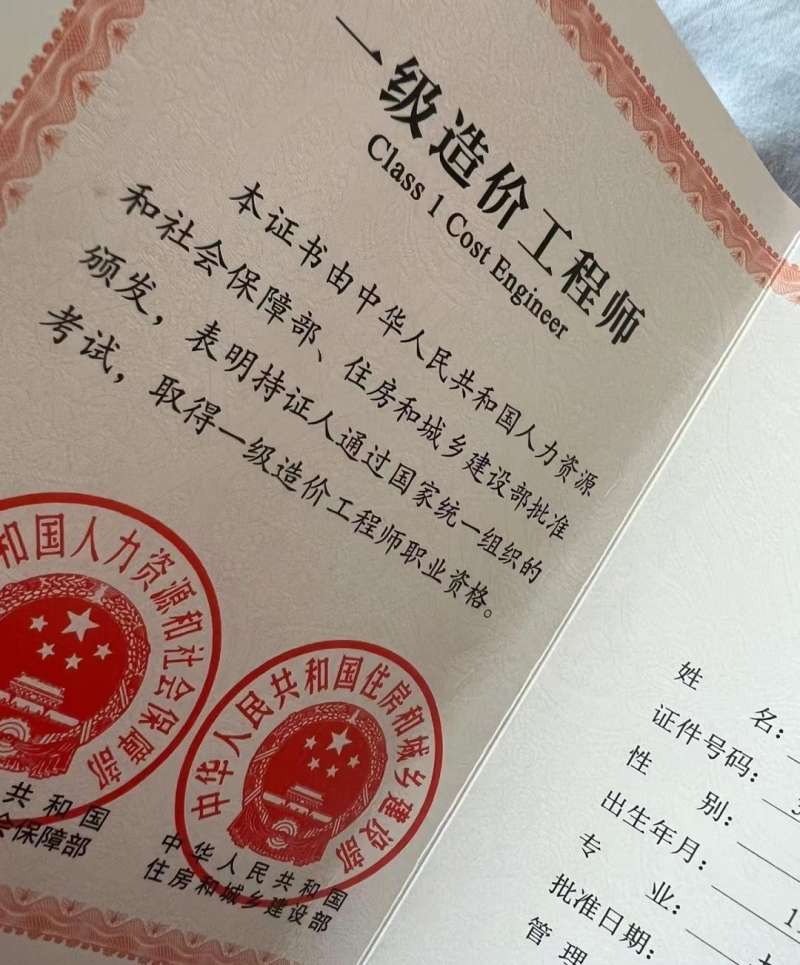 一级造价工程师
Class 1 Cost Engineer
本证书由中华人民共和国人力资源
和社会保障部、住房和城乡建设部批准
颁发，表明持证人通过国家统一组织的
考试，取得一级造价工程师职业资格。
和国人力资源和社会保障部
中华人民共和国住房和城乡建设部
共和国
会保障部
中华人民共和国
住房和城乡建设部
姓名：
证件号码：
性别：
出生年月：
专业：
批准日期：
管理